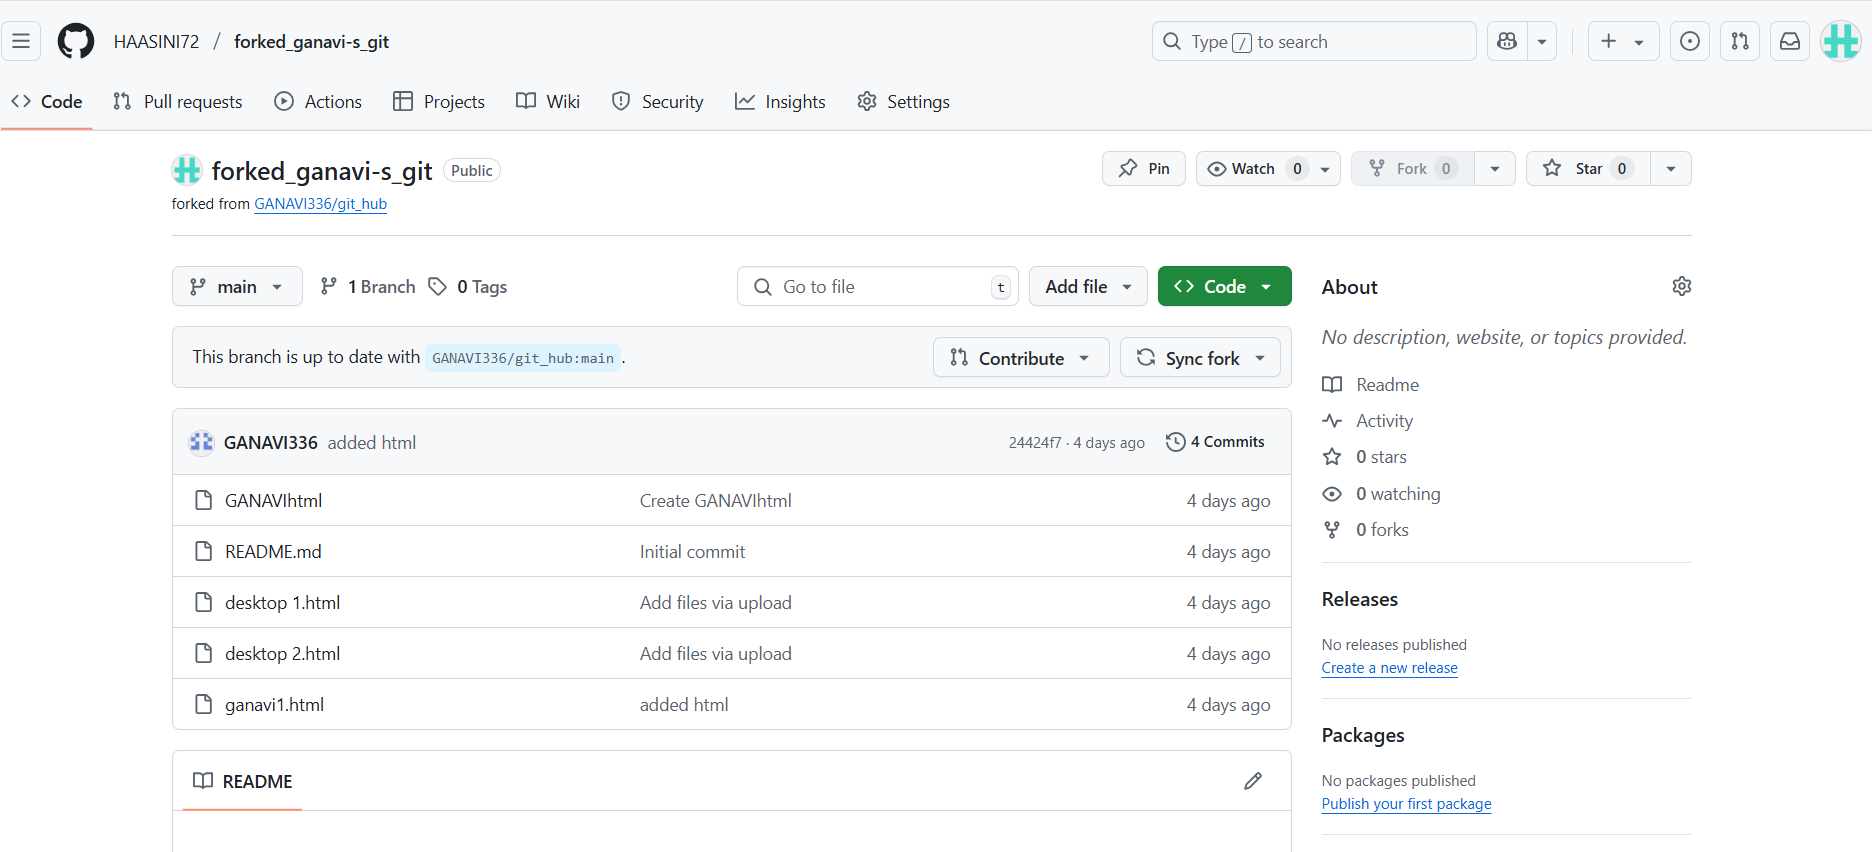 HAASINI72 / forked_ganavi-s_git
Type / to search
Code Pull requests Actions Projects Wiki Security Insights Settings
forked_ganavi-s_git Public
Pin Watch 0 Fork 0 Star 0
forked from GANAVI336/git_hub
main 1 Branch 0 Tags Go to file t Add file Code
This branch is up to date with GANAVI336/git_hub:main .
Contribute Sync fork
GANAVI336 added html 24424f7 · 4 days ago 4 Commits
GANAVIhtml Create GANAVIhtml 4 days ago
README.md Initial commit 4 days ago
desktop 1.html Add files via upload 4 days ago
desktop 2.html Add files via upload 4 days ago
ganavi1.html added html 4 days ago
README
About
No description, website, or topics provided.
Readme
Activity
0 stars
0 watching
0 forks
Releases
No releases published
Create a new release
Packages
No packages published
Publish your first package